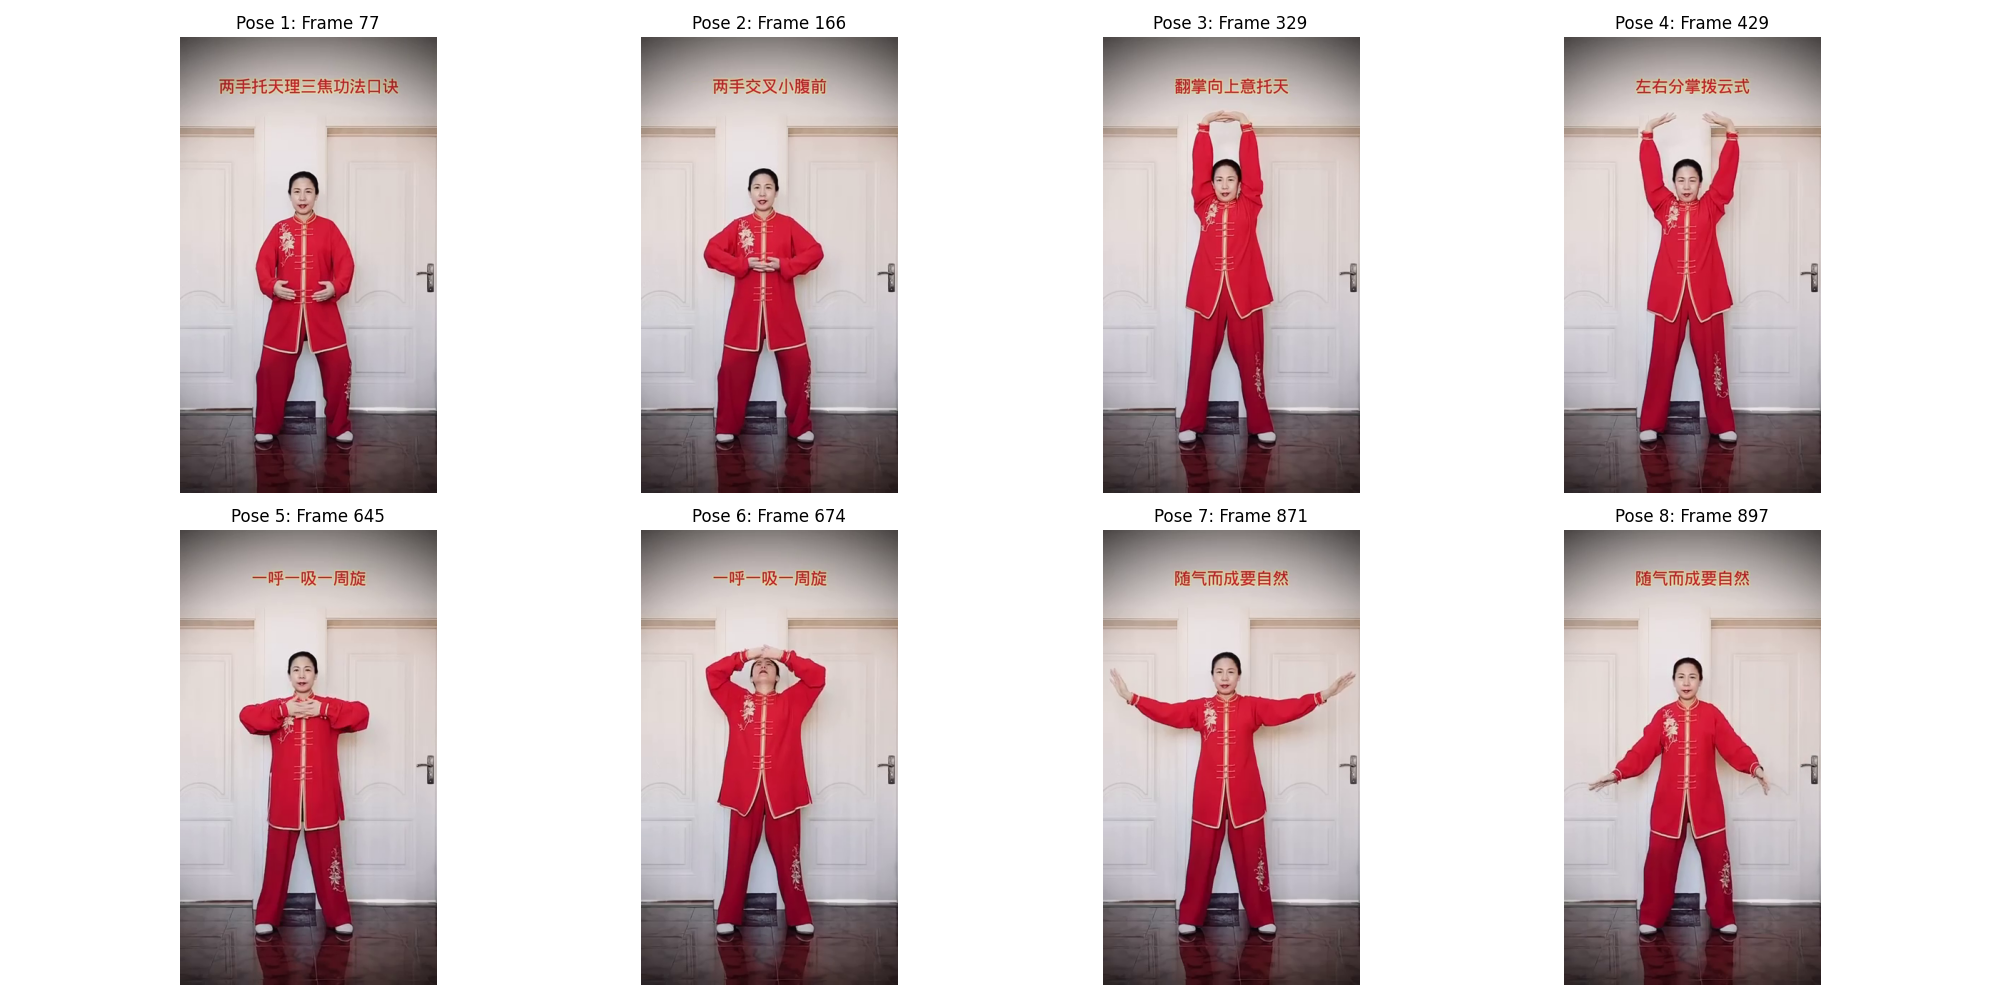 Pose 1: Frame 77
两手托天理三焦功法口诀
Pose 2: Frame 166
两手交叉小腹前
Pose 3: Frame 329
翻掌向上意托天
Pose 4: Frame 429
左右分掌拨云式
Pose 5: Frame 645
一呼一吸一周旋
Pose 6: Frame 674
一呼一吸一周旋
Pose 7: Frame 871
随气而成要自然
Pose 8: Frame 897
随气而成要自然